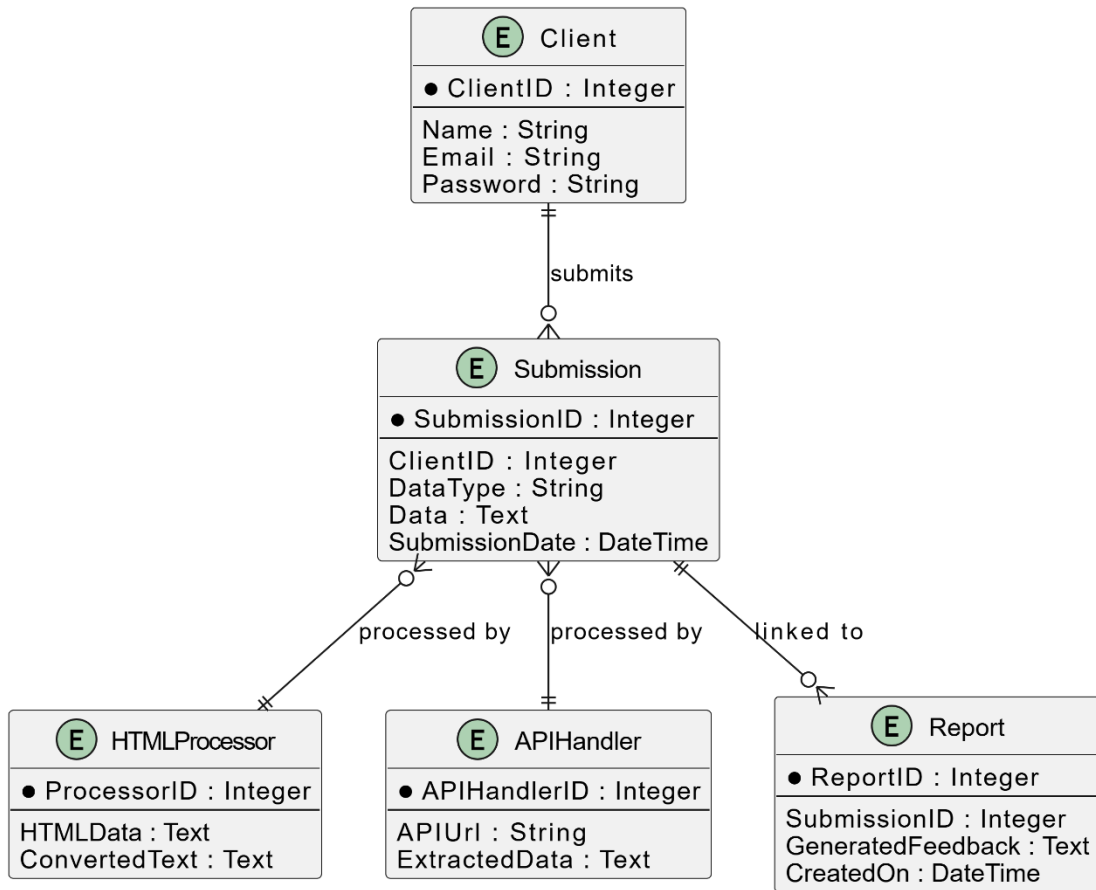 E Client
● ClientID : Integer
Name : String
Email : String
Password : String
submits
E Submission
● SubmissionID : Integer
ClientID : Integer
DataType : String
Data : Text
SubmissionDate : DateTime
processed by
processed by
linked to
E HTMLProcessor
● ProcessorID : Integer
HTMLData : Text
ConvertedText : Text
E APIHandler
● APIHandlerID : Integer
APIUrl : String
ExtractedData : Text
E Report
● ReportID : Integer
SubmissionID : Integer
GeneratedFeedback : Text
CreatedOn : DateTime